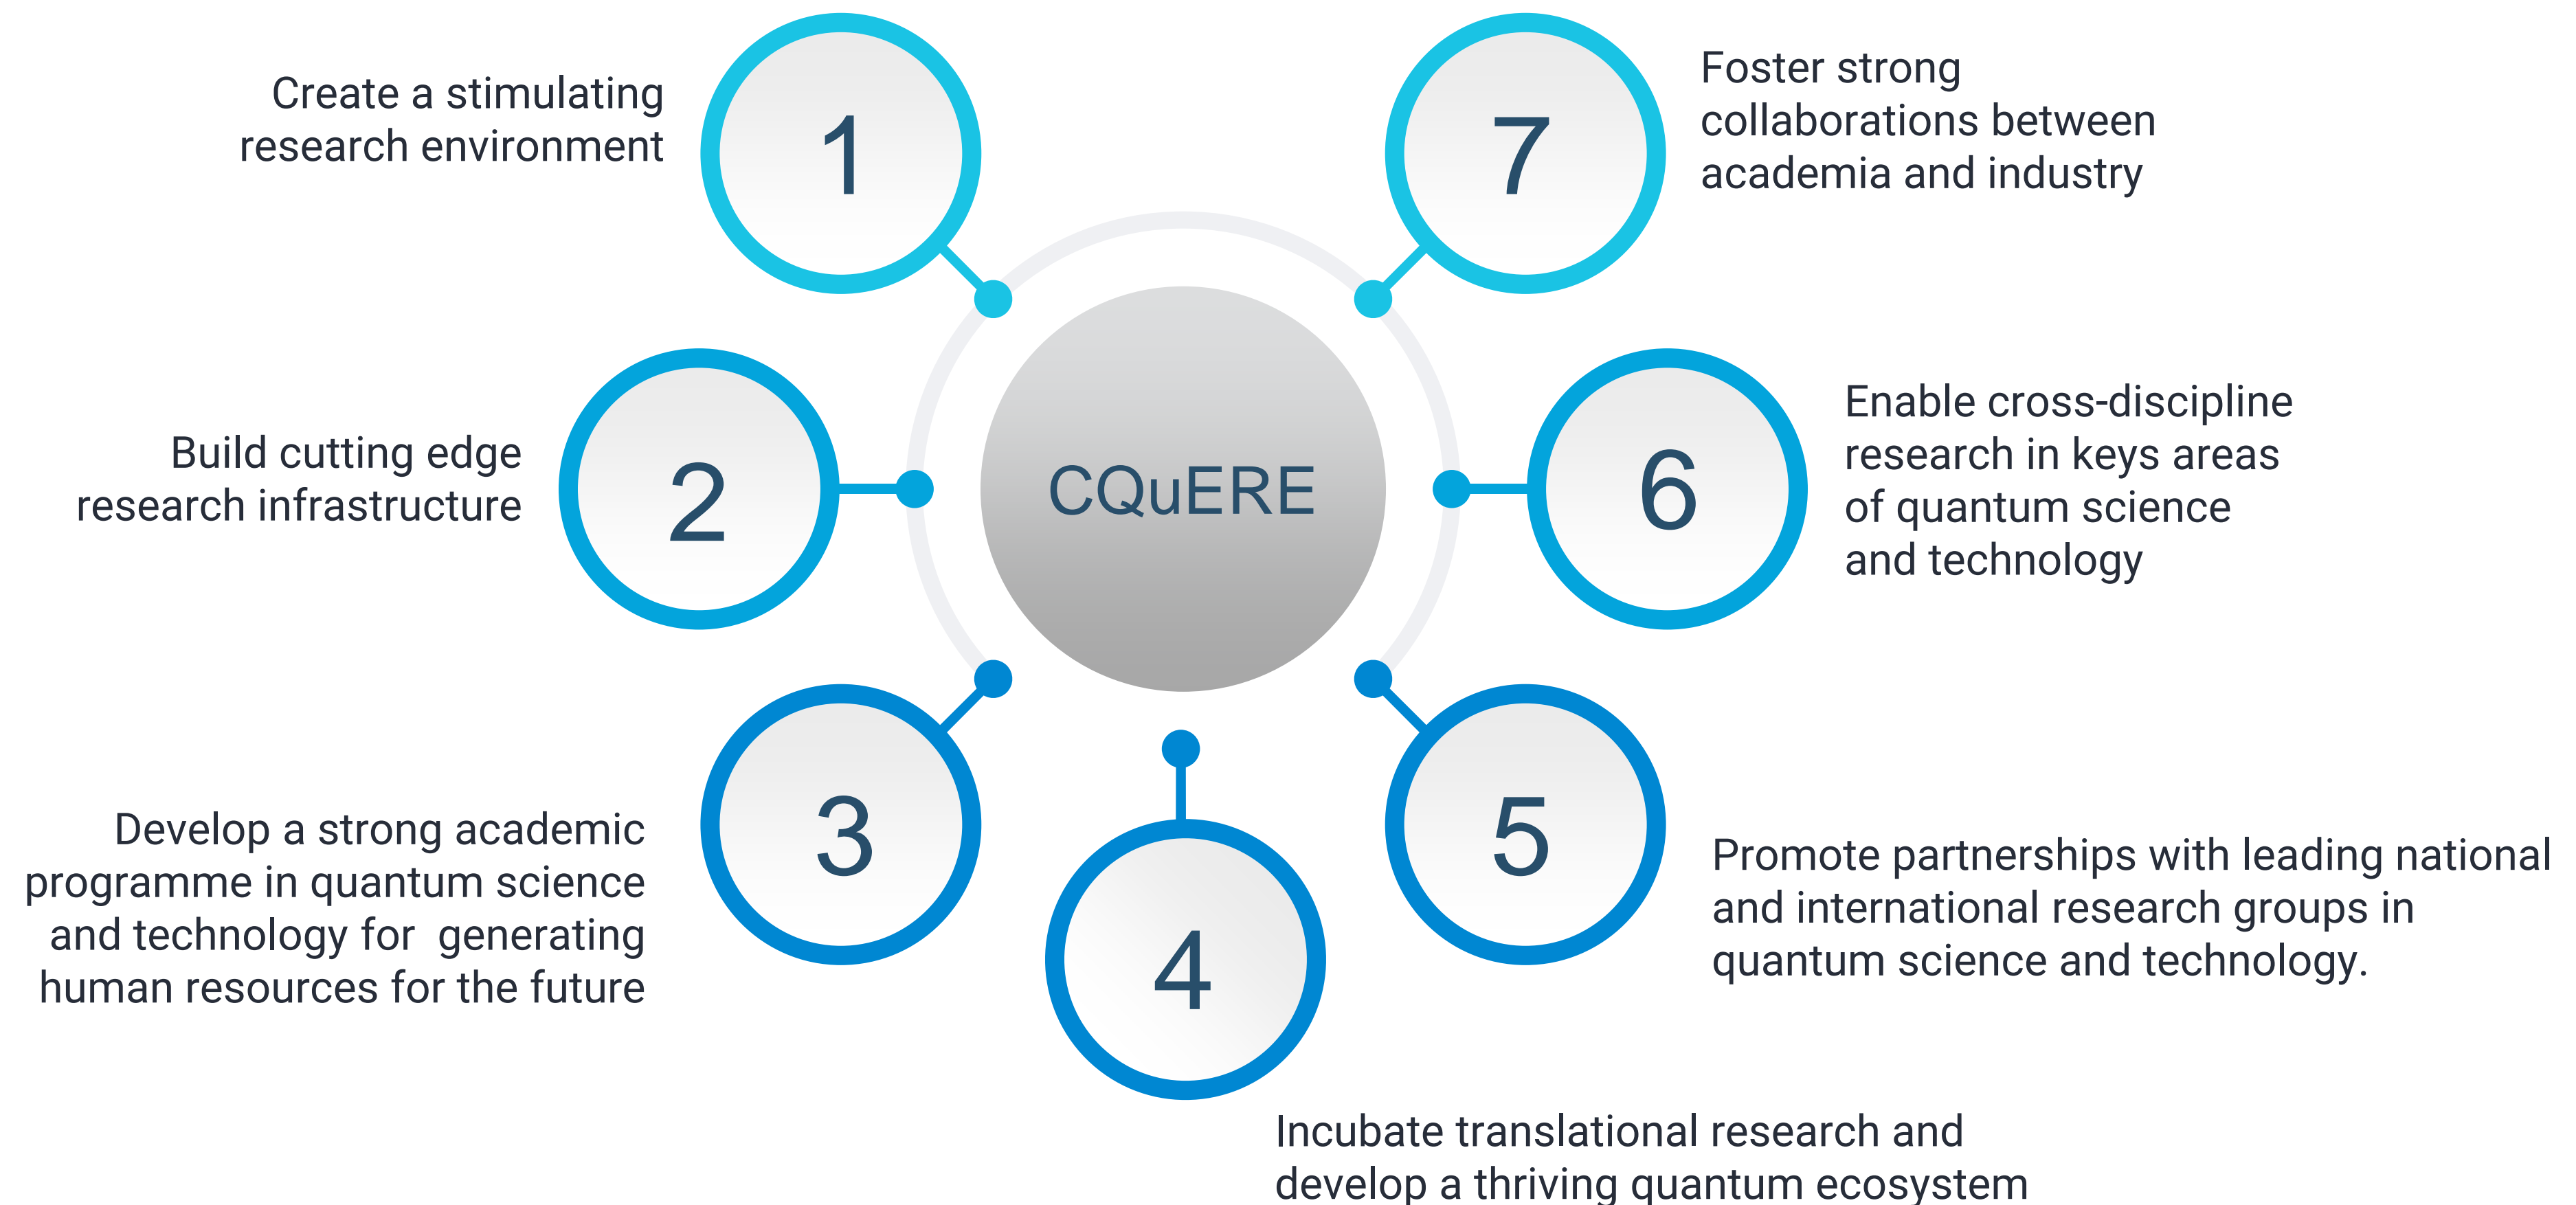 1
Create a stimulating
research environment
2
Build cutting edge
research infrastructure
3
Develop a strong academic
programme in quantum science
and technology for  generating
human resources for the future
4
Incubate translational research and
develop a thriving quantum ecosystem
5
Promote partnerships with leading national
and international research groups in
quantum science and technology.
6
Enable cross-discipline
research in keys areas
of quantum science
and technology
7
Foster strong
collaborations between
academia and industry
CQuERE